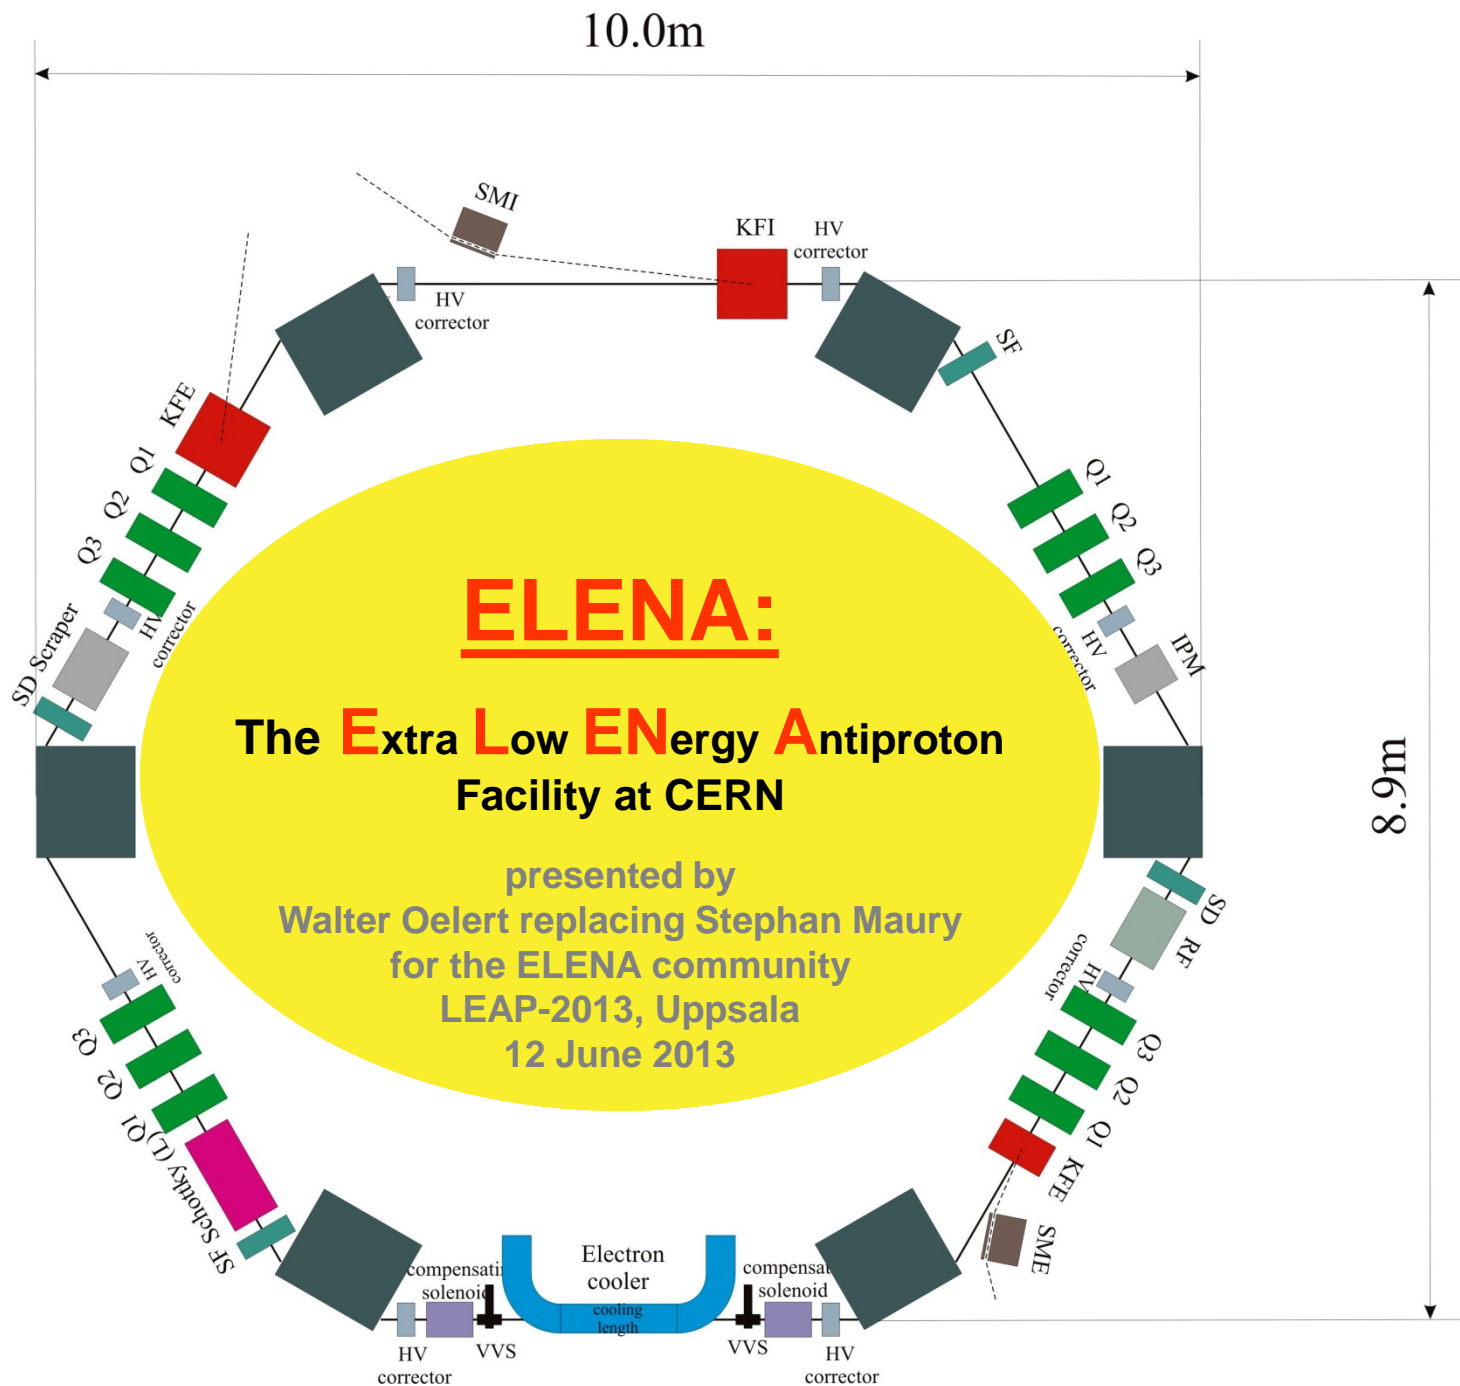 10.0m
SMI
KFI
HV
corrector
HV
corrector
SF
KFE
Q1
Q2
Q3
HV
corrector
SD Scraper
Q1
Q2
Q3
HV
corrector
IPM
8.9m
ELENA:
The Extra Low ENergy Antiproton
Facility at CERN
presented by
Walter Oelert replacing Stephan Maury
for the ELENA community
LEAP-2013, Uppsala
12 June 2013
HV
corrector
Q3
Q2
Q1
SF Schottky (L)
SD
RF
HV
corrector
Q3
Q2
Q1
KFE
SME
compensatin
solenoid
Electron
cooler
cooling
length
compensat
solenoid
HV
corrector
VVS
VVS
HV
corrector